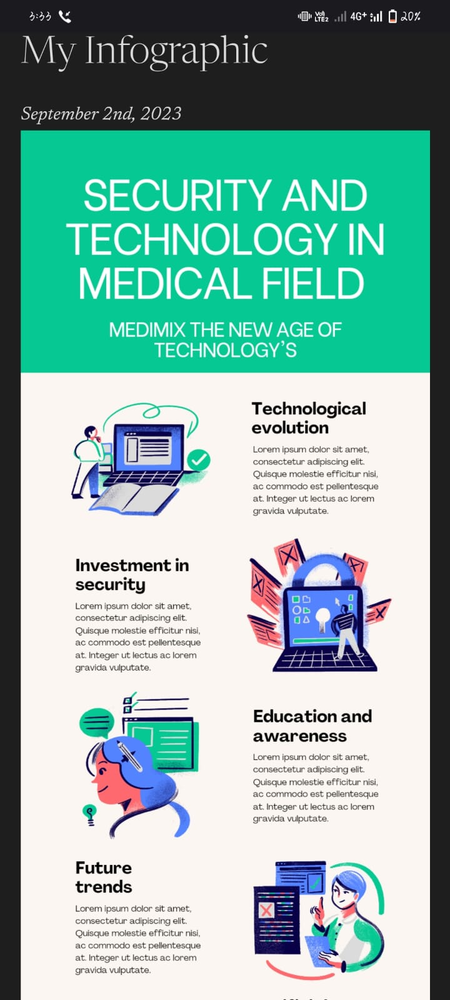 3:33
Vo)) 4G+ 20%
LTE2
My Infographic
September 2nd, 2023
SECURITY AND
TECHNOLOGY IN
MEDICAL FIELD
MEDIMIX THE NEW AGE OF
TECHNOLOGY'S
Technological
evolution
Lorem ipsum dolor sit amet,
consectetur adipiscing elit.
Quisque molestie efficitur nisi,
ac commodo est pellentesque
at. Integer ut lectus ac lorem
gravida vulputate.
Investment in
security
Lorem ipsum dolor sit amet,
consectetur adipiscing elit.
Quisque molestie efficitur nisi,
ac commodo est pellentesque
at. Integer ut lectus ac lorem
gravida vulputate.
Education and
awareness
Lorem ipsum dolor sit amet,
consectetur adipiscing elit.
Quisque molestie efficitur nisi,
ac commodo est pellentesque
at. Integer ut lectus ac lorem
gravida vulputate.
Future
trends
Lorem ipsum dolor sit amet,
consectetur adipiscing elit.
Quisque molestie efficitur nisi,
ac commodo est pellentesque
at. Integer ut lectus ac lorem
gravida vulputate.